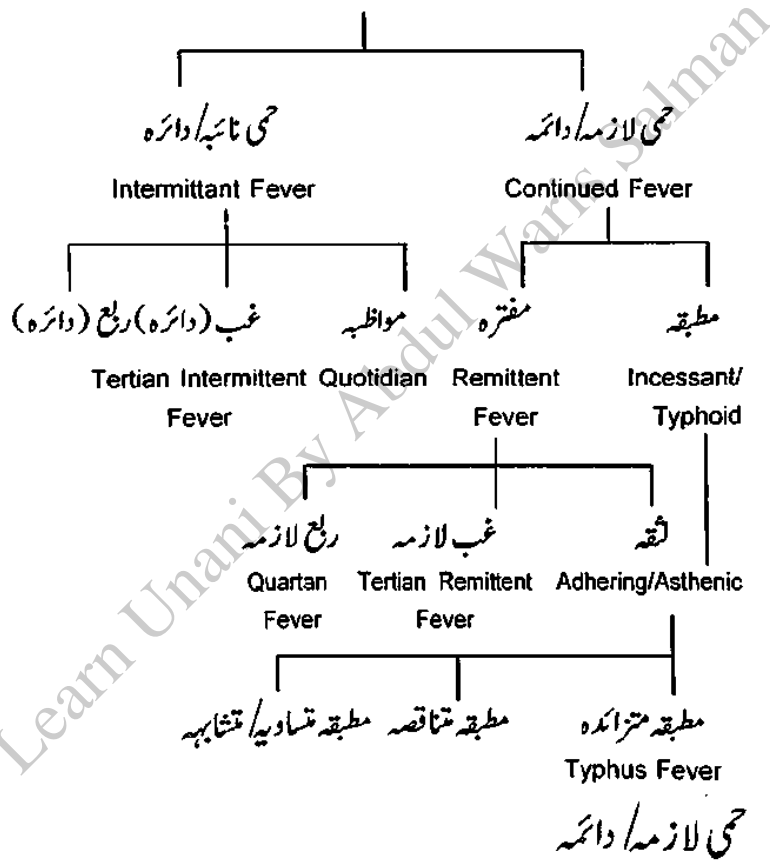 حمی لازمہ/دائمہ حمی نائبہ/دائرہ
Intermittant Fever Continued Fever
مطبقہ مفترہ مواظبہ غب (دائرہ) ربع (دائرہ)
Tertian Intermittent Quotidian Remittent Incessant/
Fever Fever Typhoid
لثقہ غب لازمہ ربع لازمہ
Quartan Tertian Remittent Adhering/Asthenic
Fever Fever
مطبقہ متزائدہ مطبقہ متناقصہ مطبقہ متساویہ/متشابہہ
Typhus Fever
حمی لازمہ/دائمہ
Learn Unani By Abdul Waris Salman